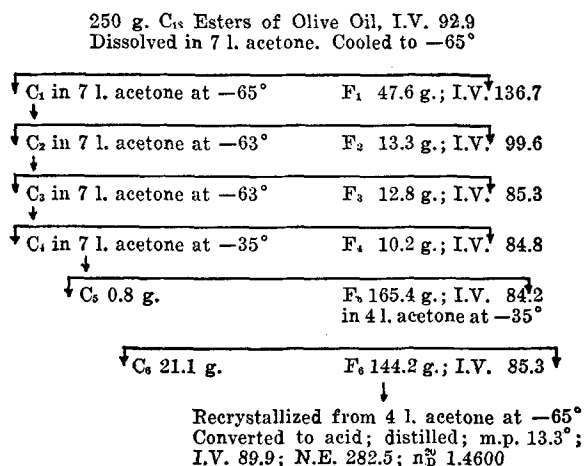 250 g. C₁₈ Esters of Olive Oil, I.V. 92.9
Dissolved in 7 l. acetone. Cooled to −65°
C₁ in 7 l. acetone at −65° F₁ 47.6 g.; I.V. 136.7
C₂ in 7 l. acetone at −63° F₂ 13.3 g.; I.V. 99.6
C₃ in 7 l. acetone at −63° F₃ 12.8 g.; I.V. 85.3
C₄ in 7 l. acetone at −35° F₄ 10.2 g.; I.V. 84.8
C₅ 0.8 g. F₅ 165.4 g.; I.V. 84.2
in 4 l. acetone at −35°
C₆ 21.1 g. F₆ 144.2 g.; I.V. 85.3
Recrystallized from 4 l. acetone at −65°
Converted to acid; distilled; m.p. 13.3°;
I.V. 89.9; N.E. 282.5; n²⁰D 1.4600